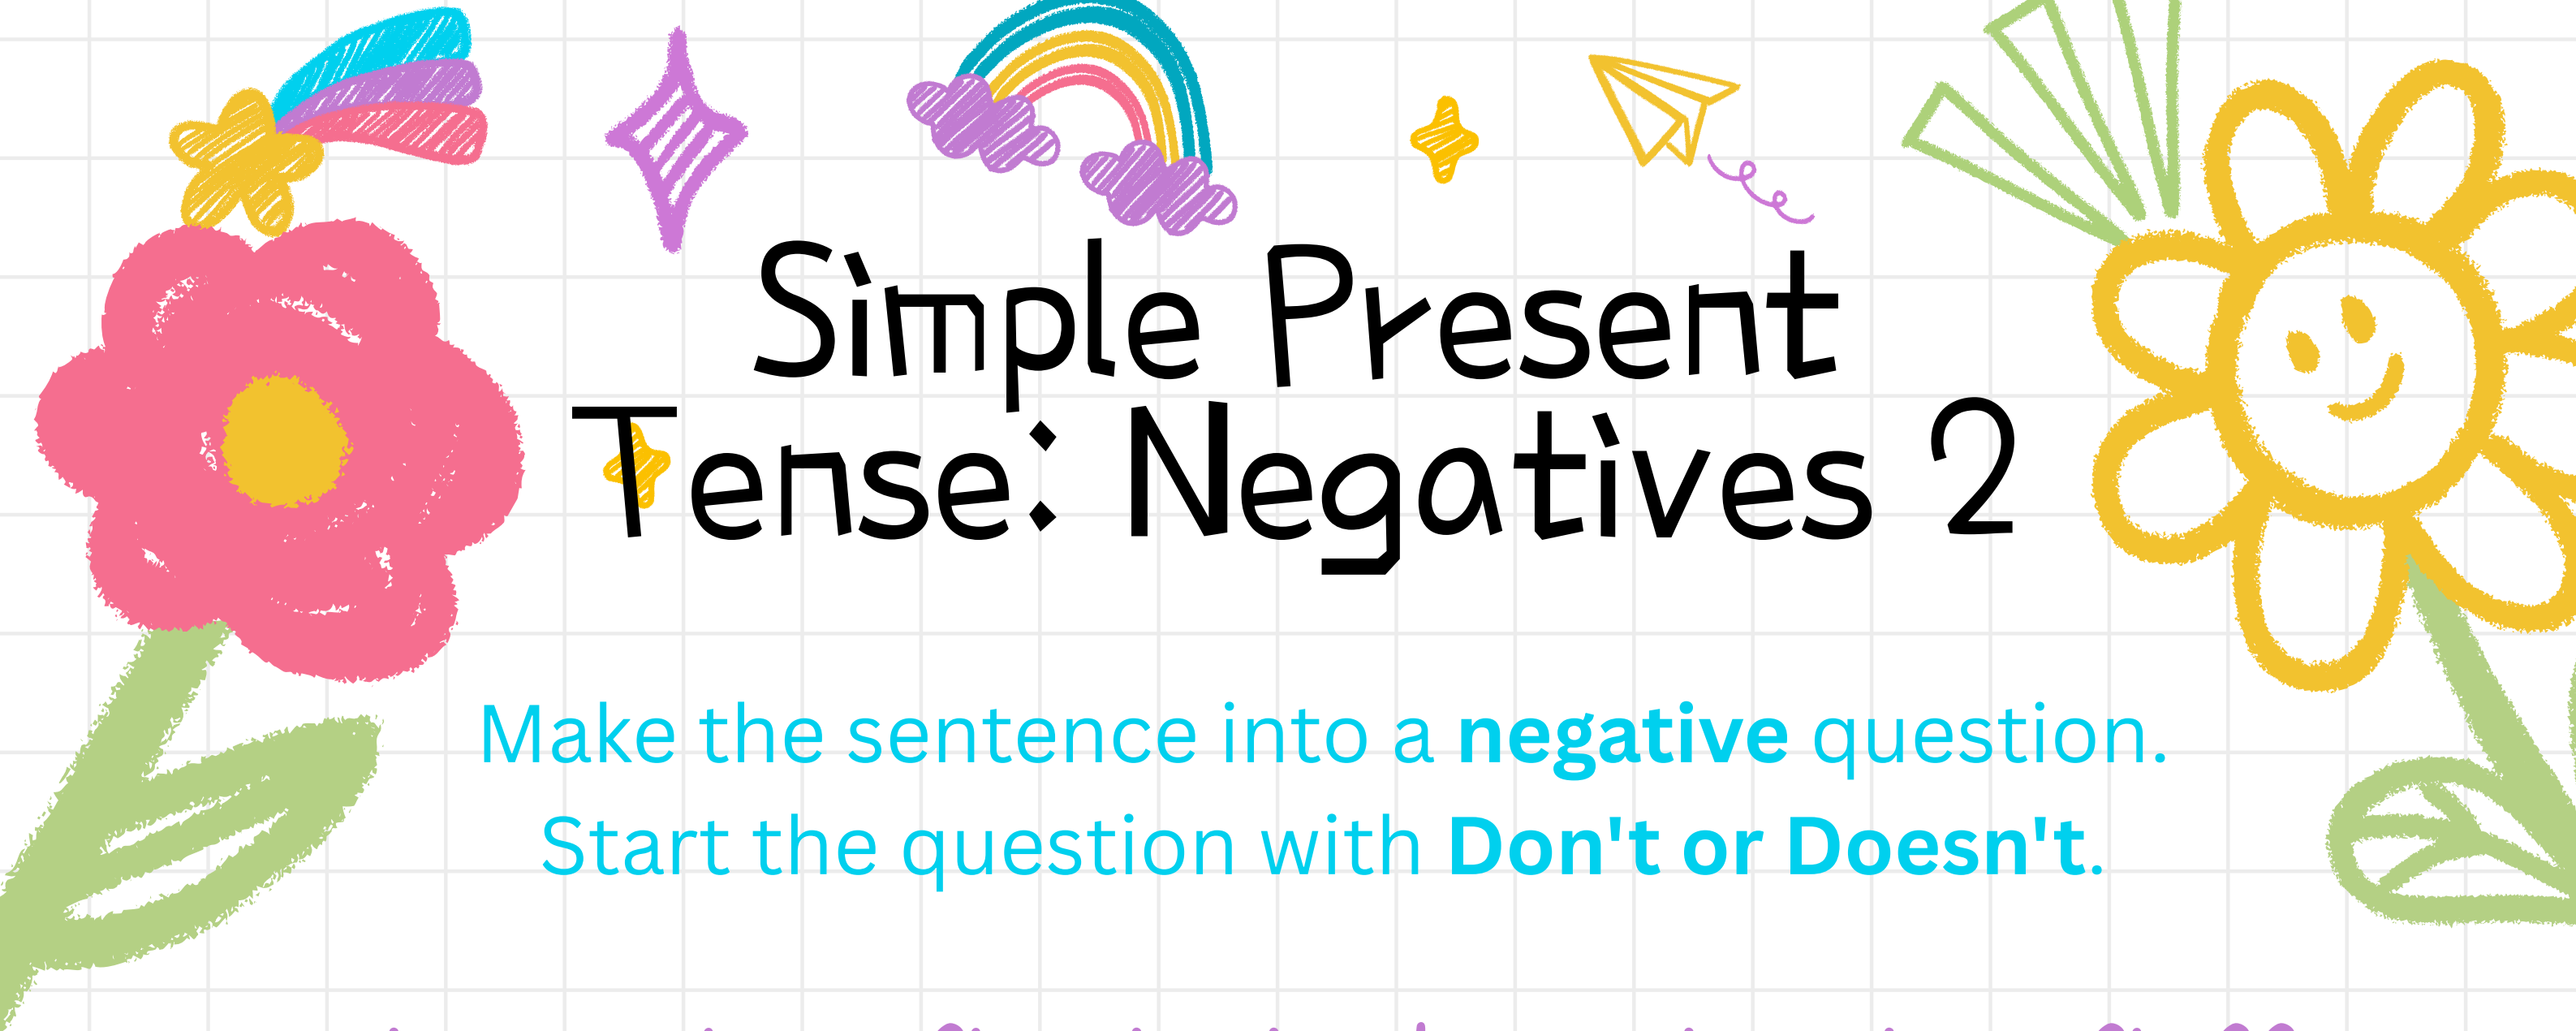 Simple Present
Tense: Negatives 2
Make the sentence into a negative question.
Start the question with Don't or Doesn't.